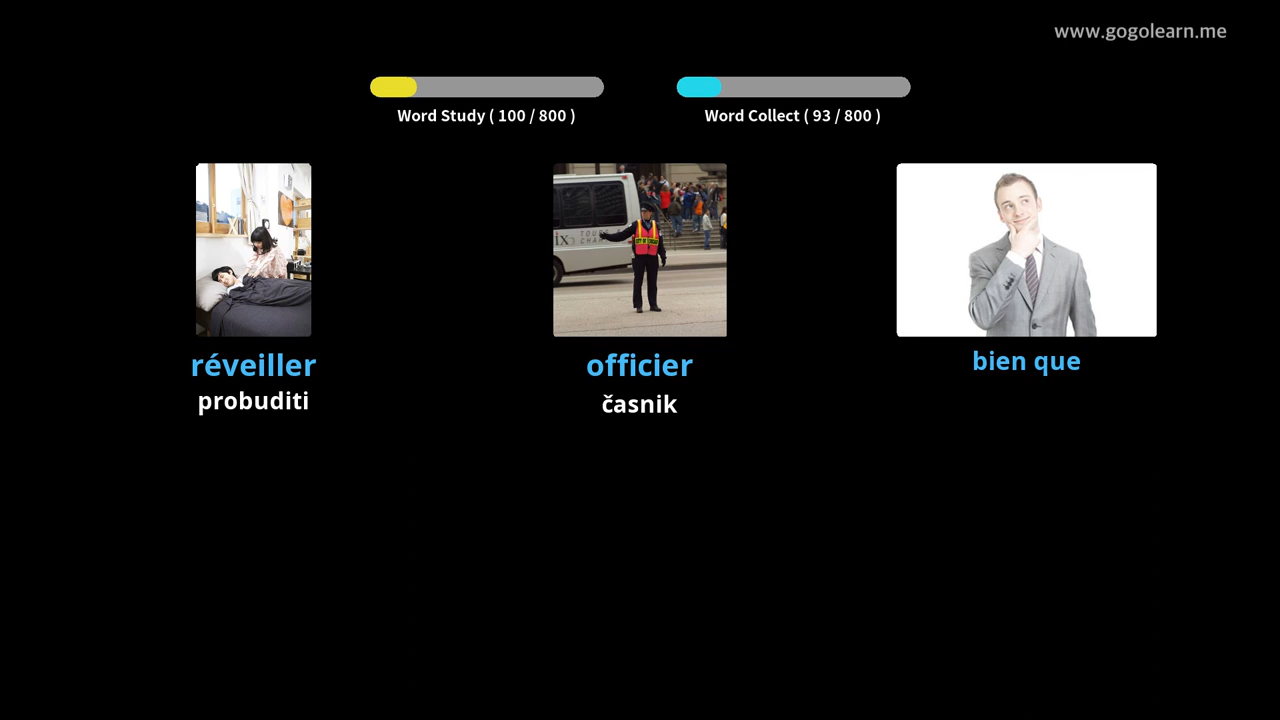 www.gogolearn.me
Word Study ( 100 / 800 )
Word Collect ( 93 / 800 )
réveiller
probuditi
officier
časnik
bien que